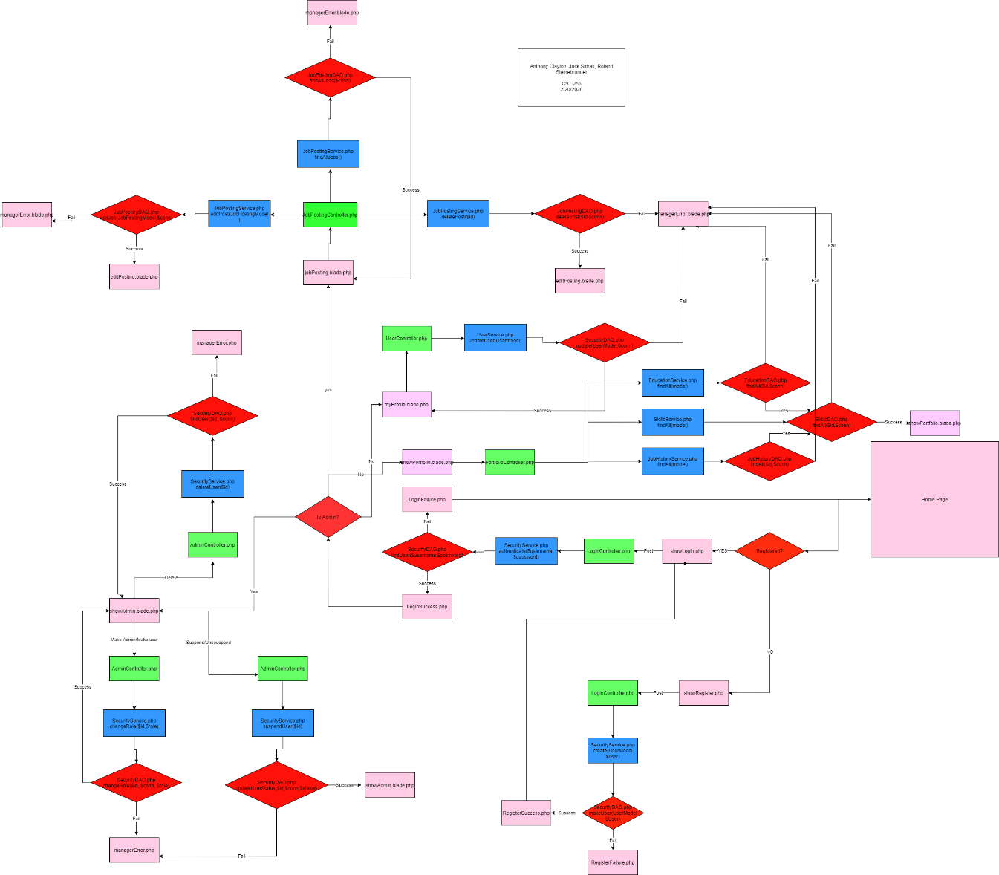 managerError.blade.php
Fail
JobPostingDAO.php
findAllJobs($conn)
Anthony Clayton, Jack Sidrak, Roland
Steinebrunner
CST 256
2/20/2020
JobPostingService.php
findAllJobs()
Success
managerError.blade.php
Fail
JobPostingDAO.php
addJob(JobPostingModel,$conn)
JobPostingService.php
addPost(JobPostingModel
)
JobPostingController.php
JobPostingService.php
deletePost($id)
JobPostingDAO.php
deletePost($id,$conn)
Fail
managerError.blade.php
Success
editPosting.blade.php
jobPosting.blade.php
Success
editPosting.blade.php
Fail
Fail
Fail
Fail
managerError.php
Fail
UserController.php
UserService.php
updateUser(Usermodel)
SecurityDAO.php
update(UserModel,$conn)
yes
EducationService.php
findAll(model)
EducationDAO.php
findAll($id,$conn)
SecurityDAO.php
findUser($id, $conn)
myProfile.blade.php
Success
Yes
SkillsService.php
findAll(model)
SkillsDAO.php
findAll($id,$conn)
Success
showPortfolio.blade.php
Yes
No
No
showPortfolio.blade.php
PortfolioController.php
JobHistoryService.php
findAll(model)
JobHistoryDAO.php
findAll($id,$conn)
SecurityService.php
deleteUser($id)
Success
Is Admin?
LoginFailure.php
Home Page
Fail
AdminController.php
SecurityDAO.php
findUser($username,$password)
SecurityService.php
authenticate($username,
$password)
LoginController.php
Post
showLogin.php
YES
Registered?
Delete
Yes
Success
LoginSuccess.php
showAdmin.blade.php
Make Admin/Make user
Suspend/Unseuspend
NO
AdminController.php
AdminController.php
Success
LoginController.php
Post
showRegister.php
SecurityService.php
changeRole($id,$role)
SecurityService.php
suspendUser($id)
SecurityService.php
create(UserModel
$user)
SecurityDAO.php
changeRole($id, $conn, $role)
SecurityDAO.php
updateUserStatus($id,$conn,$status)
Success
showAdmin.blade.php
RegisterSuccess.php
Success
SecurityDAO.php
makeUser(UserModel
$User)
Fail
managerError.php
Fail
Fail
RegisterFailure.php